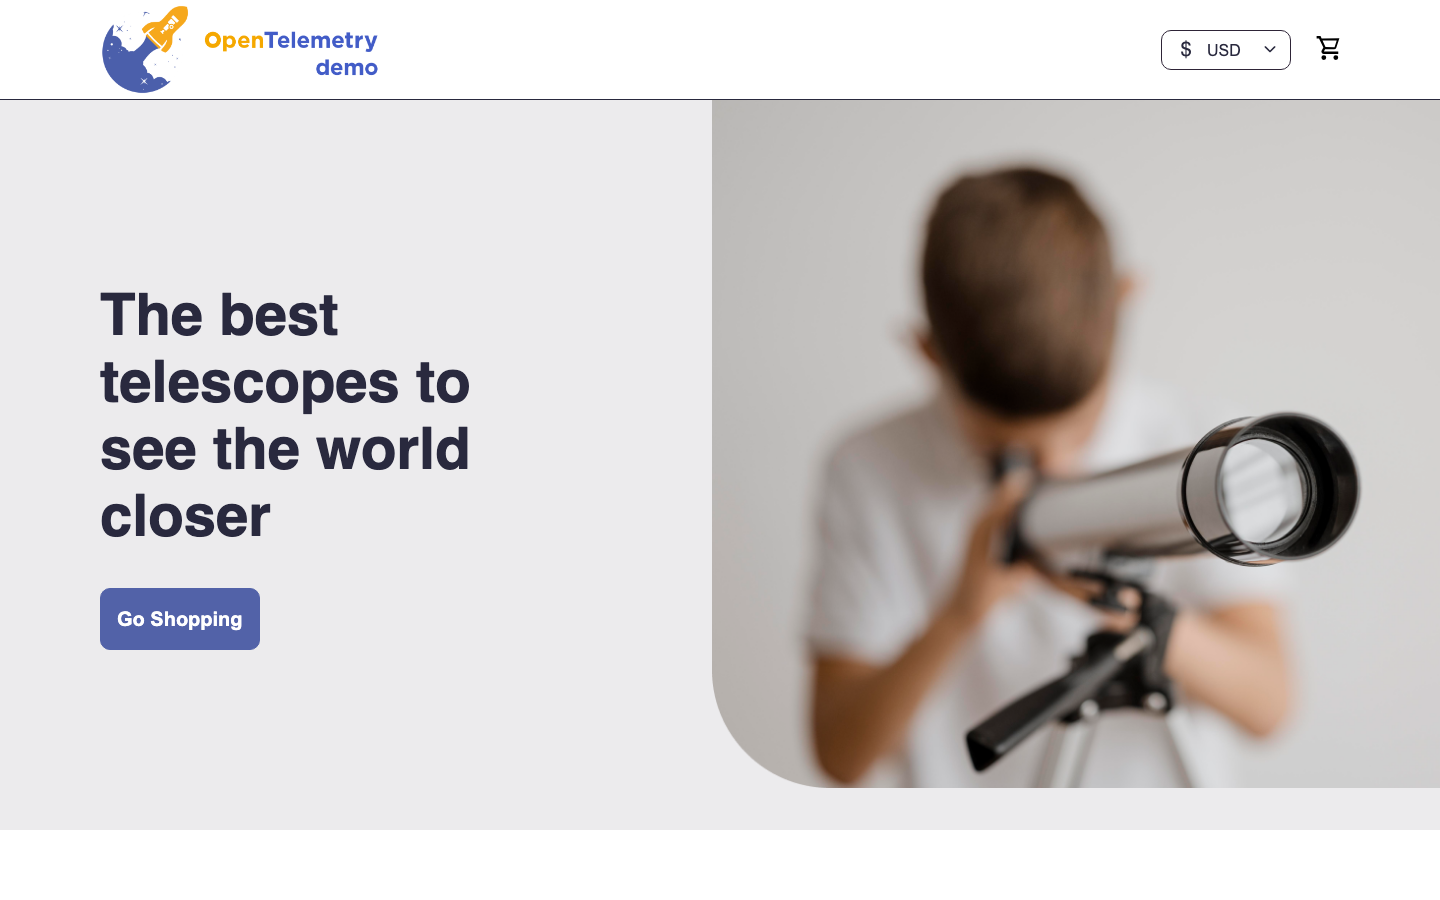 OpenTelemetry
demo
$ USD
The best
telescopes to
see the world
closer
Go Shopping